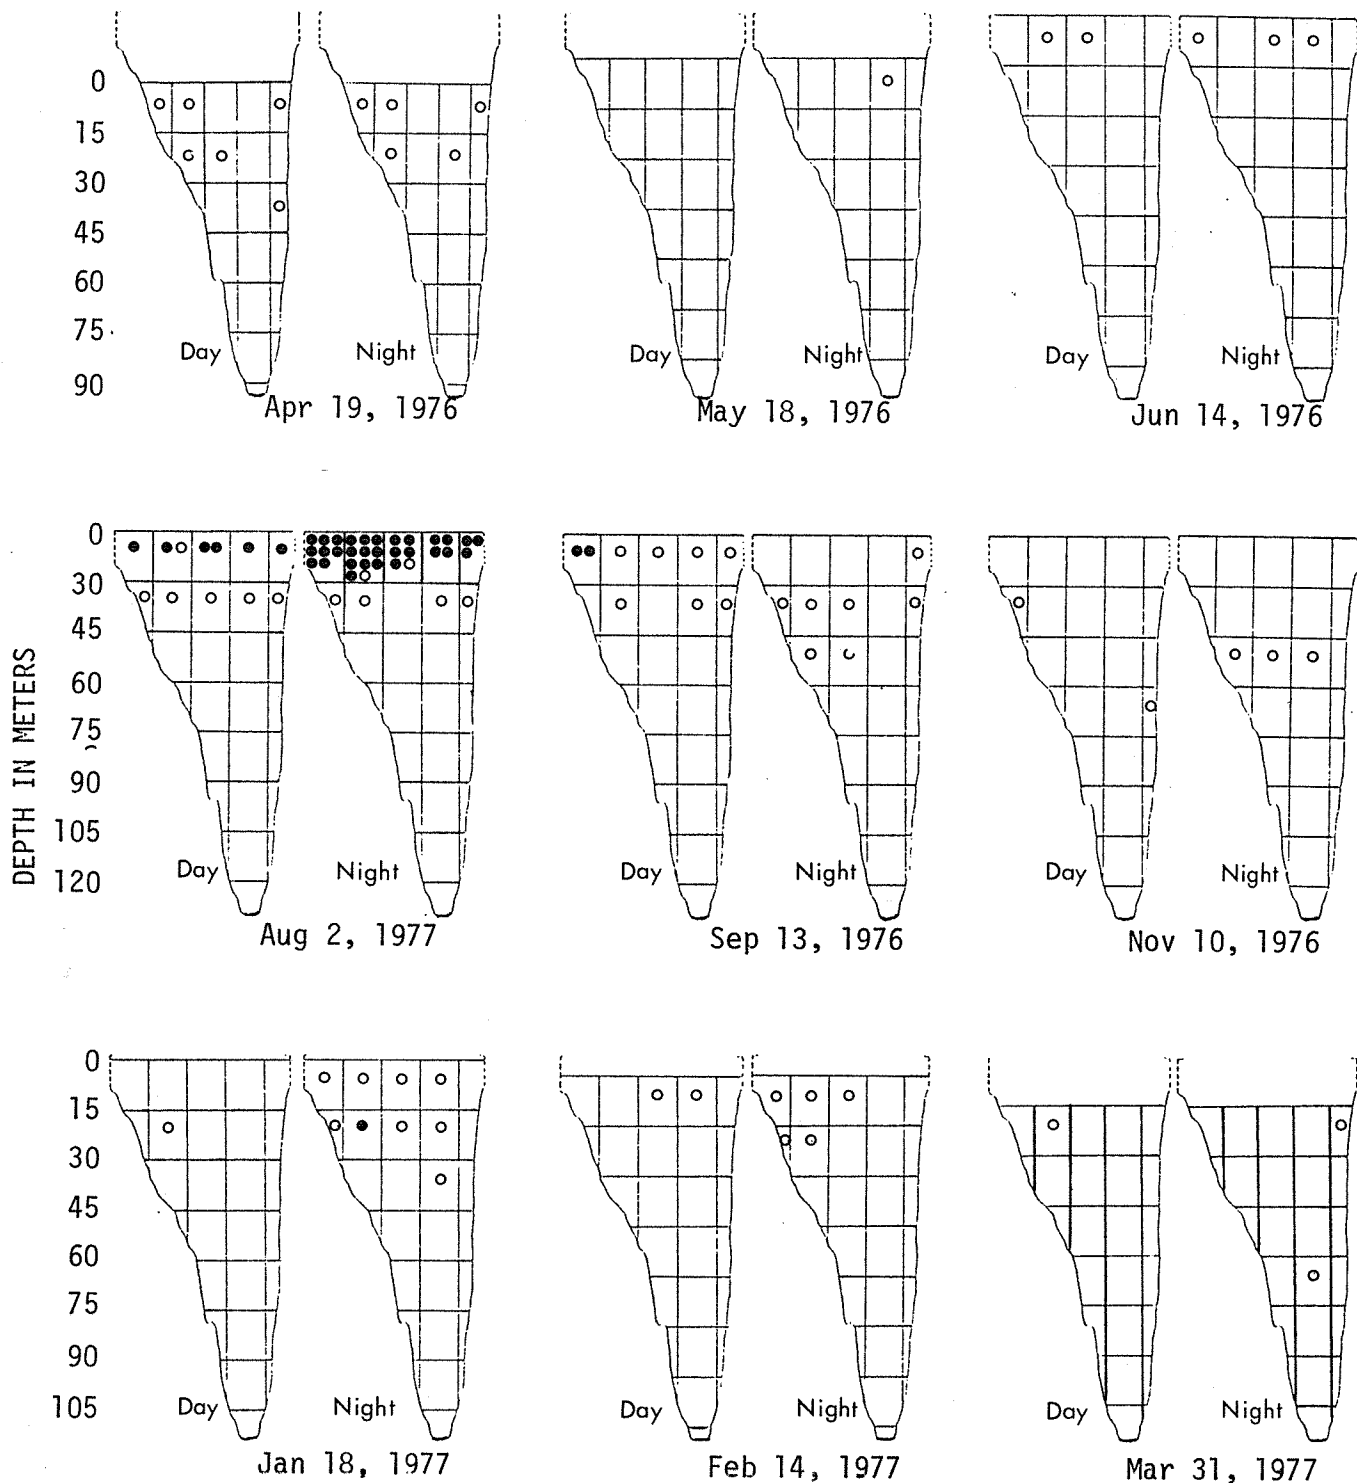 0
15
30
45
60
75
90
Day
Night
Apr 19, 1976
Day
Night
May 18, 1976
Day
Night
Jun 14, 1976
DEPTH IN METERS
0
30
45
60
75
90
105
120
Day
Night
Aug 2, 1977
Day
Night
Sep 13, 1976
Day
Night
Nov 10, 1976
0
15
30
45
60
75
90
105
Day
Night
Jan 18, 1977
Day
Night
Feb 14, 1977
Day
Night
Mar 31, 1977